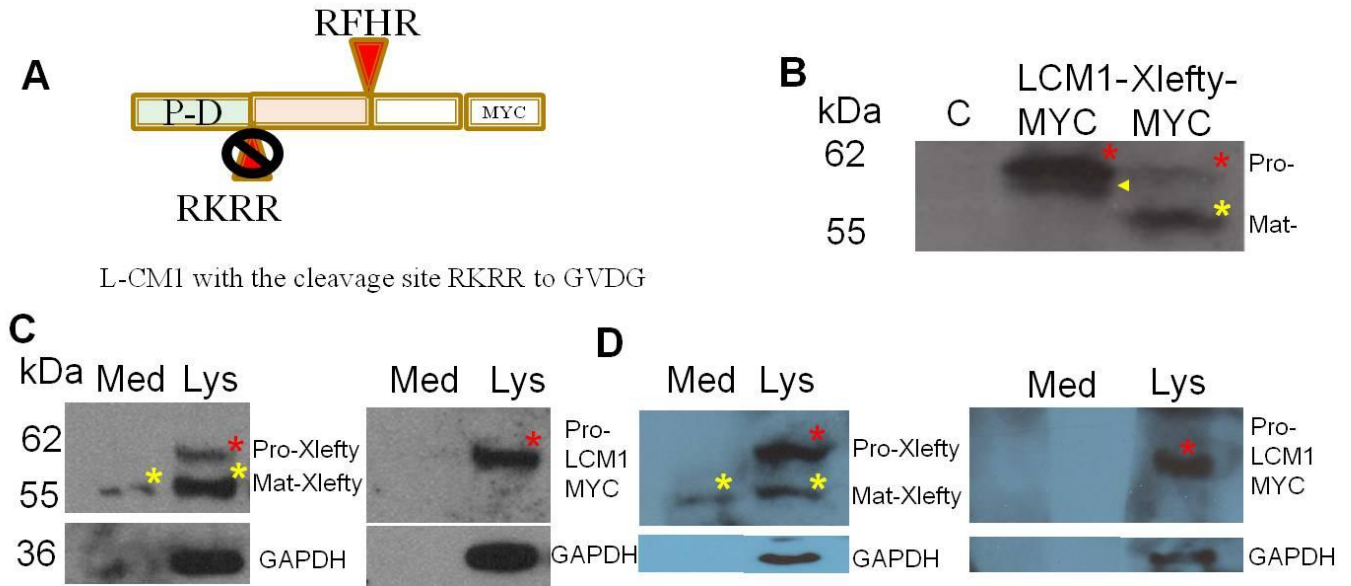 A
RFHR
P-D
MYC
RKRR
L-CM1 with the cleavage site RKRR to GVDG
B
kDa
C
LCM1-Xlefty-
MYC MYC
62
55
*
*
*
Pro-
Mat-
C
kDa
Med Lys
62
55
36
*
*
*
Pro-Xlefty
Mat-Xlefty
GAPDH
Med Lys
*
Pro-
LCM1
MYC
GAPDH
D
Med Lys
*
*
*
Pro-Xlefty
Mat-Xlefty
GAPDH
Med Lys
*
Pro-
LCM1
MYC
GAPDH